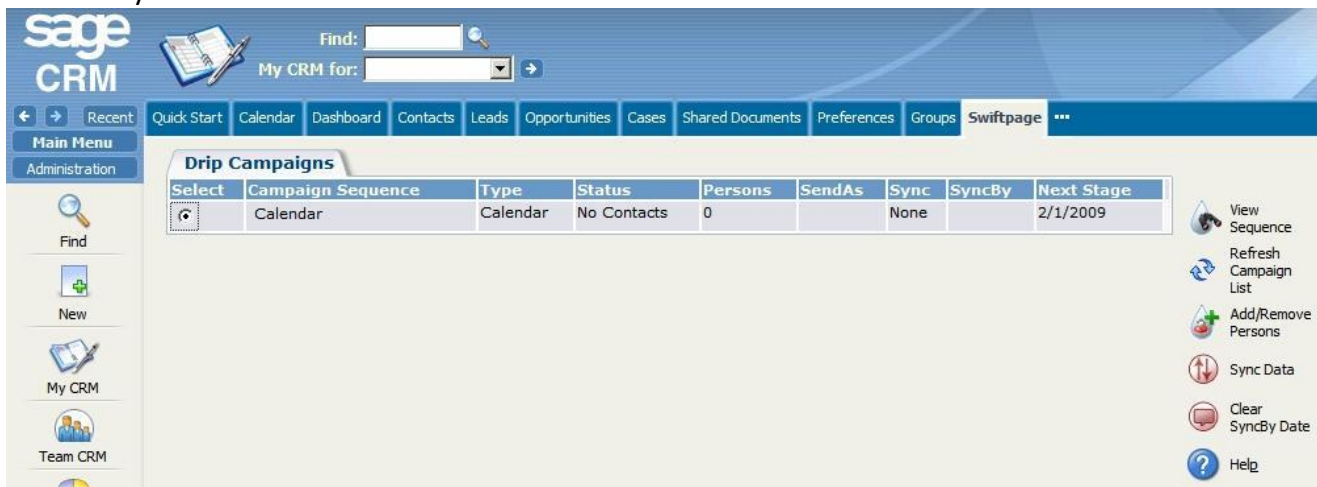 sage
CRM
Find:
My CRM for:
Recent
Main Menu
Administration
Find
New
My CRM
Team CRM
Quick Start Calendar Dashboard Contacts Leads Opportunities Cases Shared Documents Preferences Groups Swiftpage ...
Drip Campaigns
Select Campaign Sequence Type Status Persons SendAs Sync SyncBy Next Stage
Calendar Calendar No Contacts 0 None 2/1/2009
View
Sequence
Refresh
Campaign
List
Add/Remove
Persons
Sync Data
Clear
SyncBy Date
Help